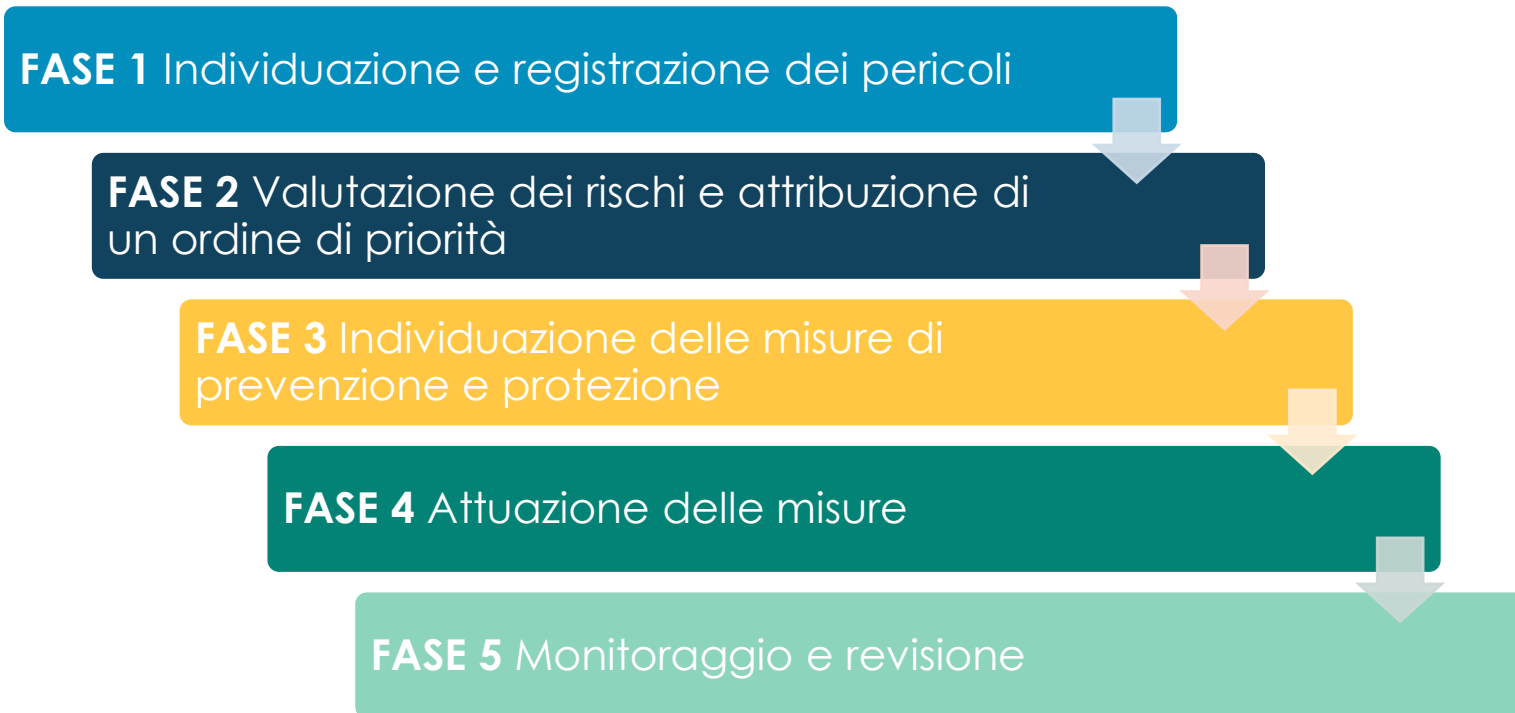 FASE 1 Individuazione e registrazione dei pericoli
FASE 2 Valutazione dei rischi e attribuzione di
un ordine di priorità
FASE 3 Individuazione delle misure di
prevenzione e protezione
FASE 4 Attuazione delle misure
FASE 5 Monitoraggio e revisione